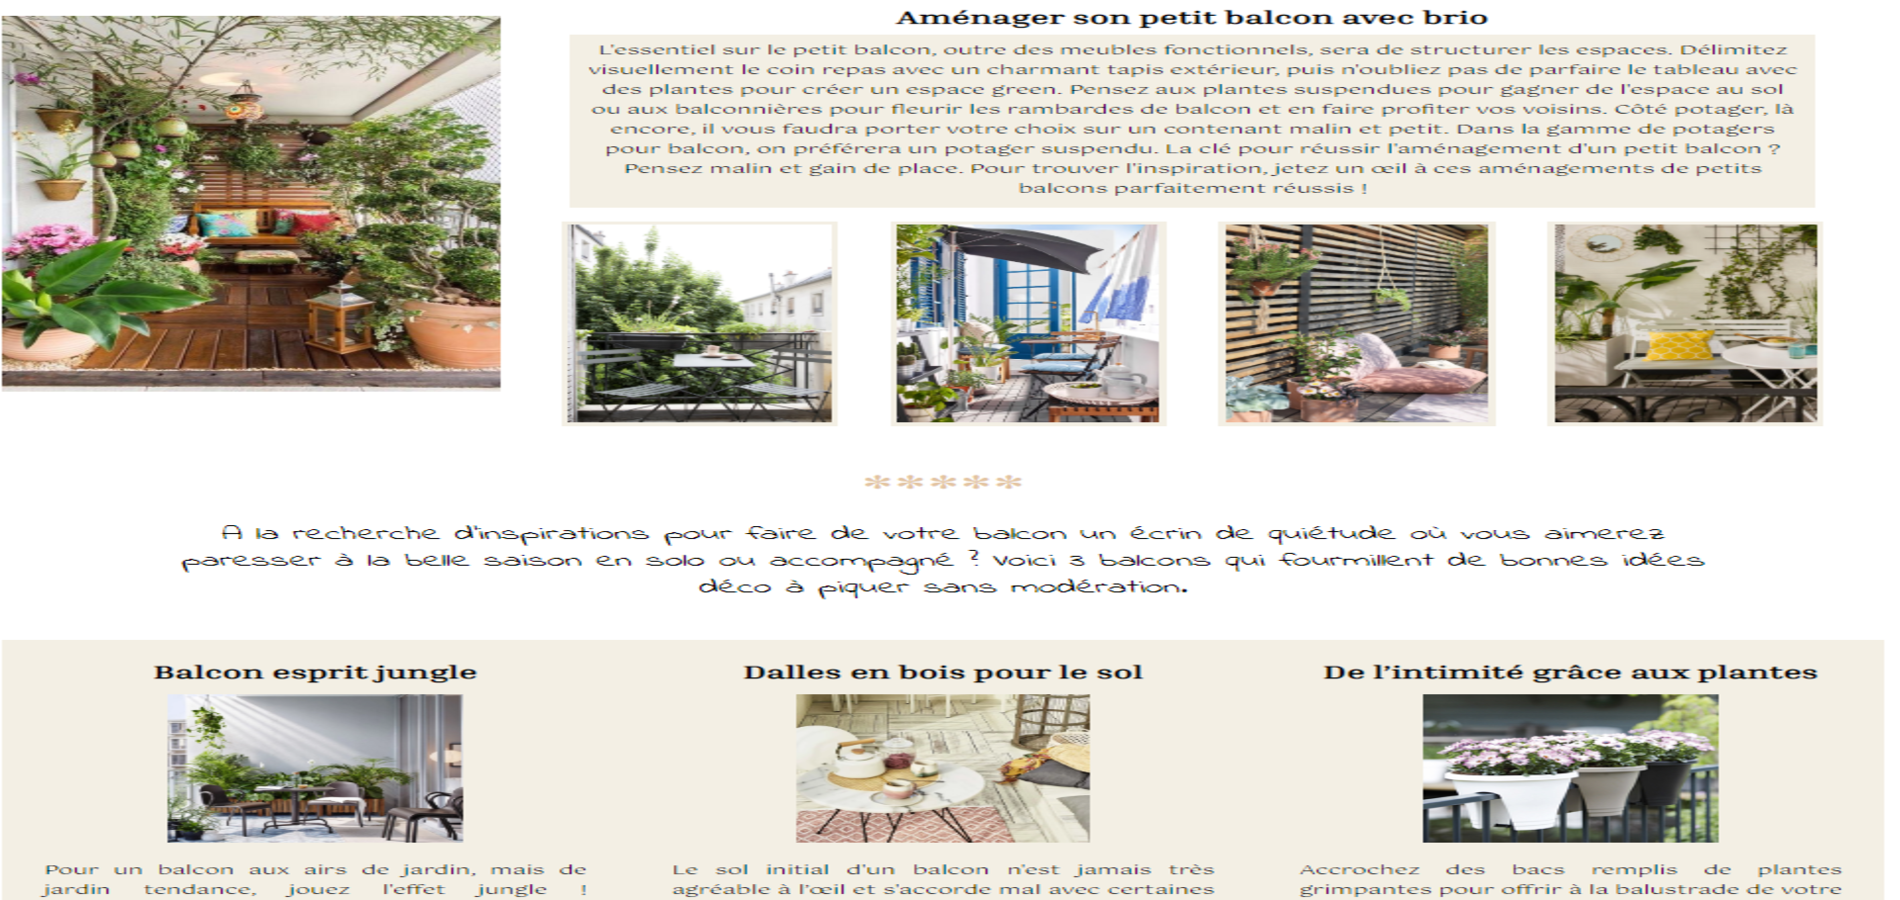 Aménager son petit balcon avec brio
L'essentiel sur le petit balcon, outre des meubles fonctionnels, sera de structurer les espaces. Délimitez
visuellement le coin repas avec un charmant tapis extérieur, puis n'oubliez pas de parfaire le tableau avec
des plantes pour créer un espace green. Pensez aux plantes suspendues pour gagner de l'espace au sol
ou aux balconnières pour fleurir les rambardes de balcon et en faire profiter vos voisins. Côté potager, là
encore, il vous faudra porter votre choix sur un contenant malin et petit. Dans la gamme de potagers
pour balcon, on préférera un potager suspendu. La clé pour réussir l'aménagement d'un petit balcon ?
Pensez malin et gain de place. Pour trouver l'inspiration, jetez un œil à ces aménagements de petits
balcons parfaitement réussis !
*****
A la recherche d'inspirations pour faire de votre balcon un écrin de quiétude où vous aimerez
paresser à la belle saison en solo ou accompagné ? Voici 3 balcons qui fourmillent de bonnes idées
déco à piquer sans modération.
Balcon esprit jungle
Pour un balcon aux airs de jardin, mais de
jardin tendance, jouez l'effet jungle !
Dalles en bois pour le sol
Le sol initial d'un balcon n'est jamais très
agréable à l'œil et s'accorde mal avec certaines
De l'intimité grâce aux plantes
Accrochez des bacs remplis de plantes
grimpantes pour offrir à la balustrade de votre